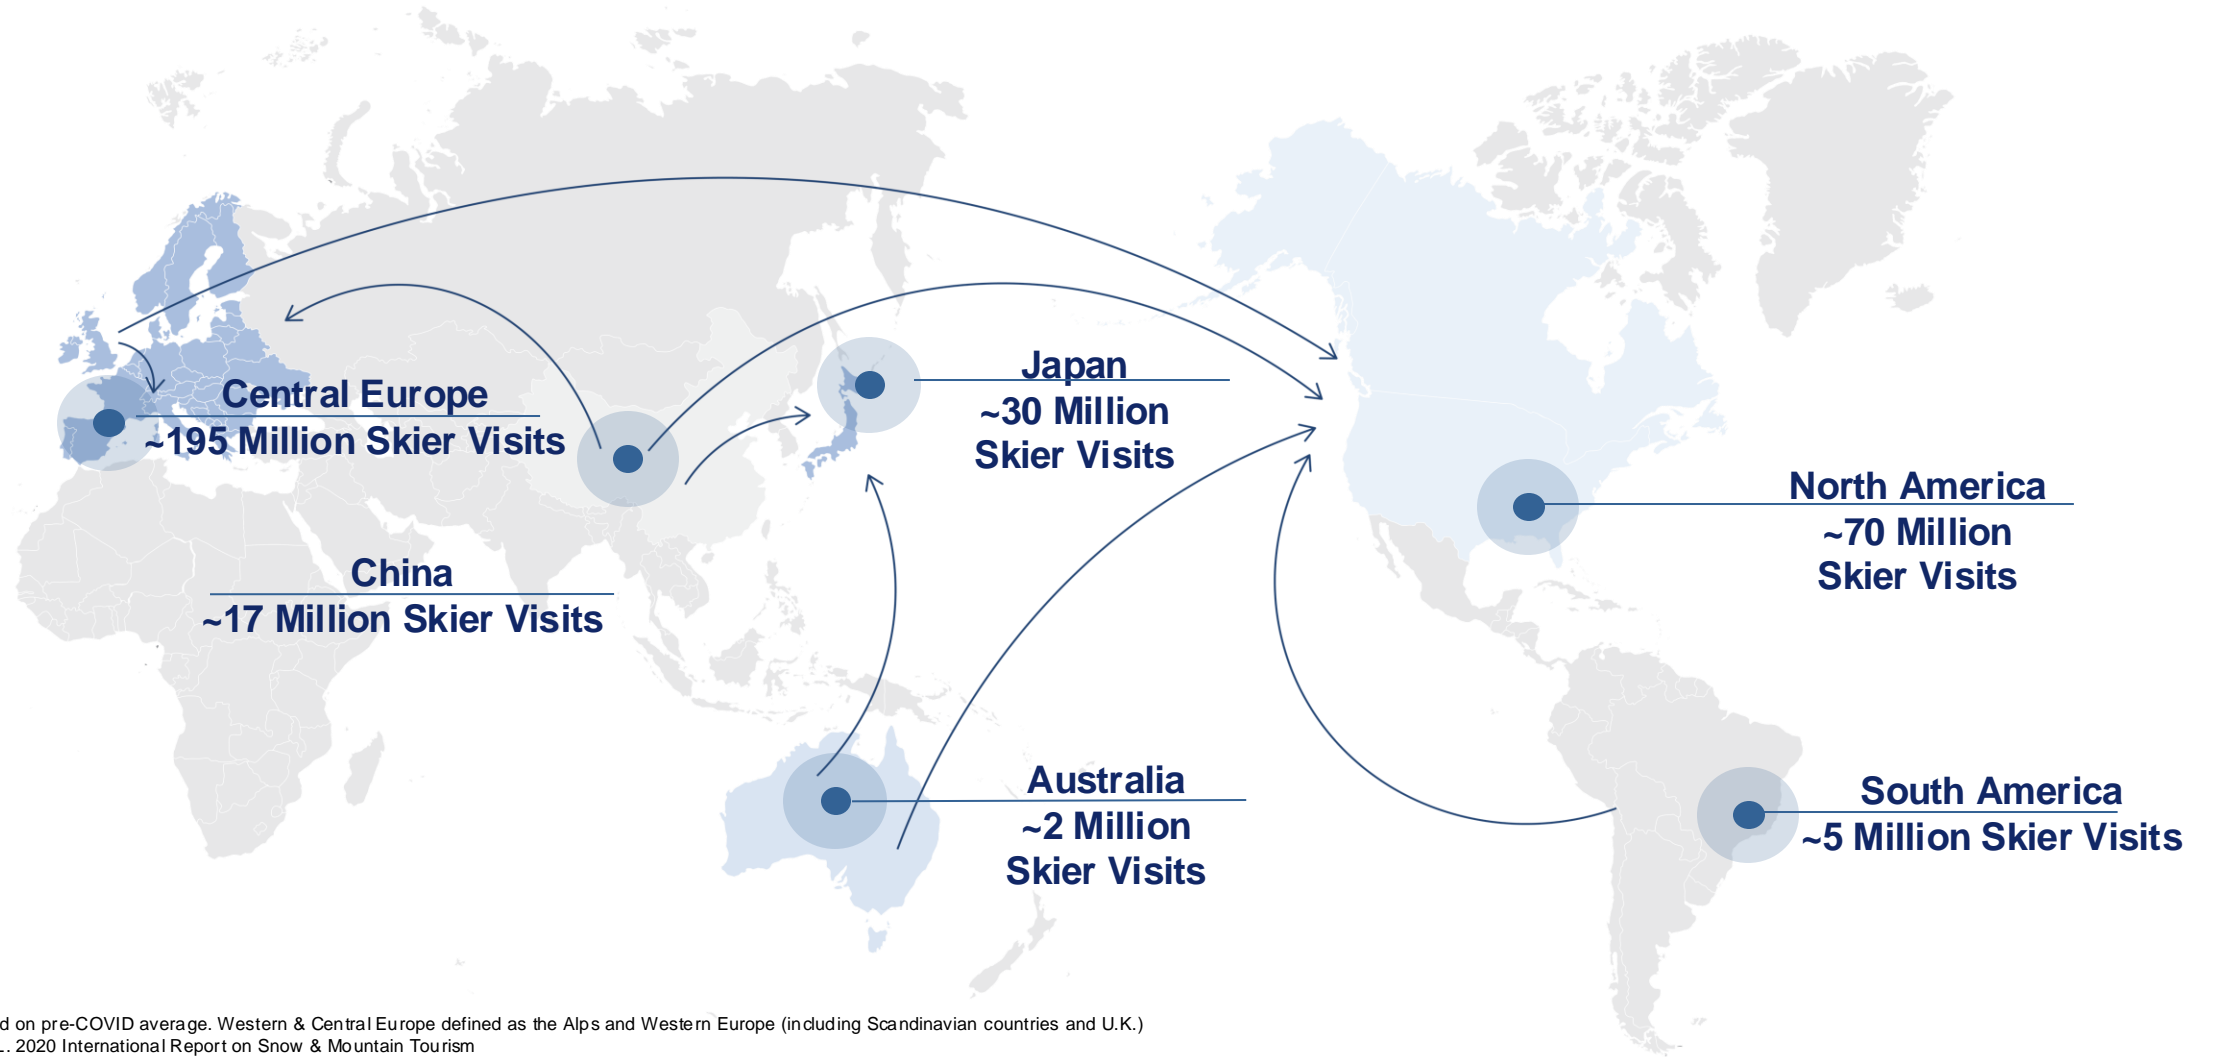 Central Europe
~195 Million Skier Visits
Japan
~30 Million
Skier Visits
North America
~70 Million
Skier Visits
China
~17 Million Skier Visits
Australia
~2 Million
Skier Visits
South America
~5 Million Skier Visits
on pre-COVID average. Western & Central Europe defined as the Alps and Western Europe (including Scandinavian countries and U.K.)
2020 International Report on Snow & Mountain Tourism